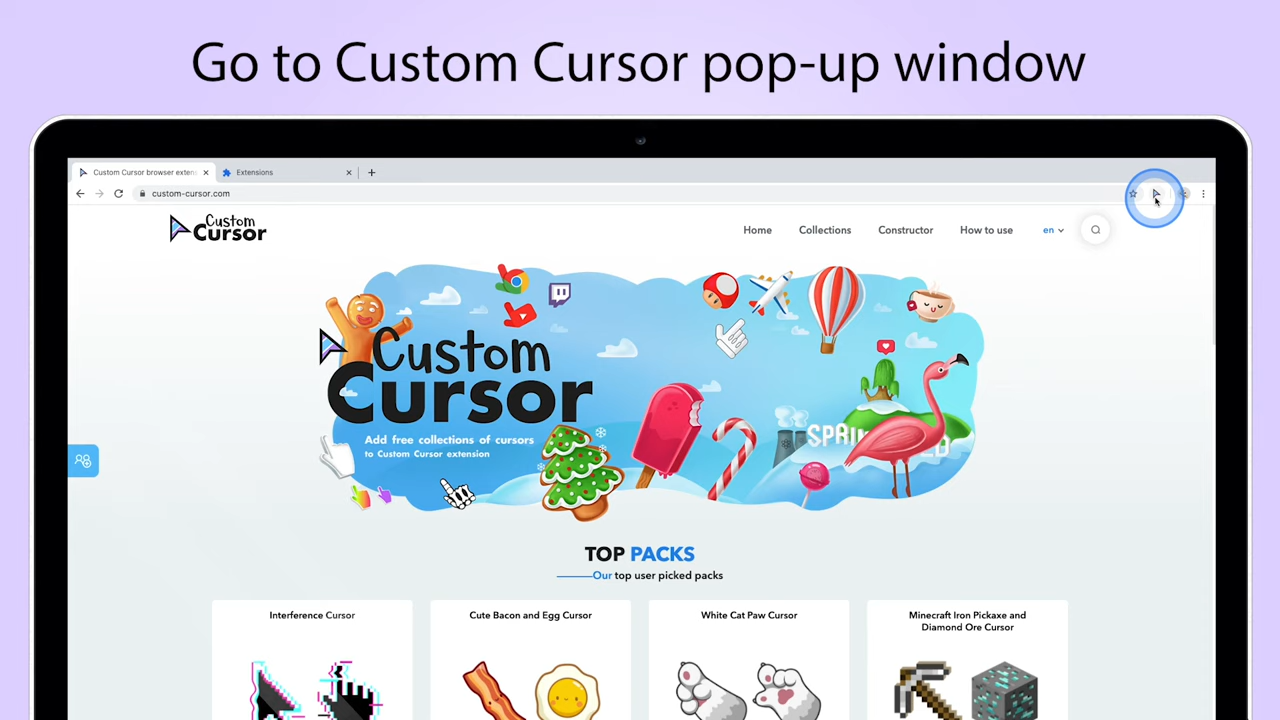 Go to Custom Cursor pop-up window
Custom Cursor browser extens
Extensions
custom-cursor.com
Custom
Cursor
Home
Collections
Constructor
How to use
en
Custom
Cursor
Add free collections of cursors
to Custom Cursor extension
TOP PACKS
Our top user picked packs
Interference Cursor
Cute Bacon and Egg Cursor
White Cat Paw Cursor
Minecraft Iron Pickaxe and
Diamond Ore Cursor